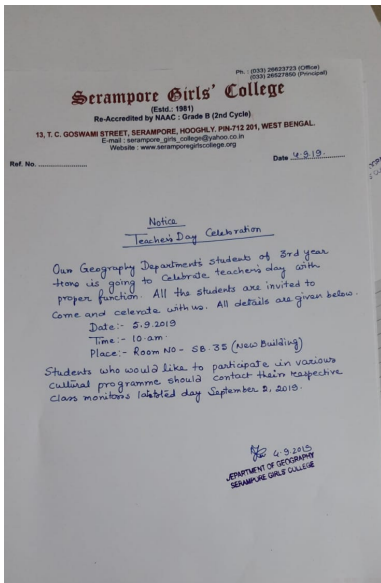 Ph. : (033) 26623723 (Office)
(033) 26527850 (Principal)
Serampore Girls' College
(Estd.: 1981)
Re-Accredited by NAAC : Grade B (2nd Cycle)
13, T. C. GOSWAMI STREET, SERAMPORE, HOOGHLY. PIN-712 201, WEST BENGAL.
E-mail : serampore_girls_college@yahoo.co.in
Website : www.seramporegirlscollege.org
Ref. No. ....................
Date 4.9.19.
Notice
Teacher's Day Celebration
Our Geography Department's students of 3rd year
Hons is going to Celebrate teacher's day with
proper function. All the students are invited to
come and celerate with us. All details are given below.
Date:- 5.9.2019
Time:- 10 am.
Place:- Room NO - SB.35 (New Building)
Students who would like to participate in various
cultural programme should contact their respective
class monitors day September 2, 2019.
4.9.2019
DEPARTMENT OF GEOGRAPHY
SERAMPORE GIRLS' COLLEGE